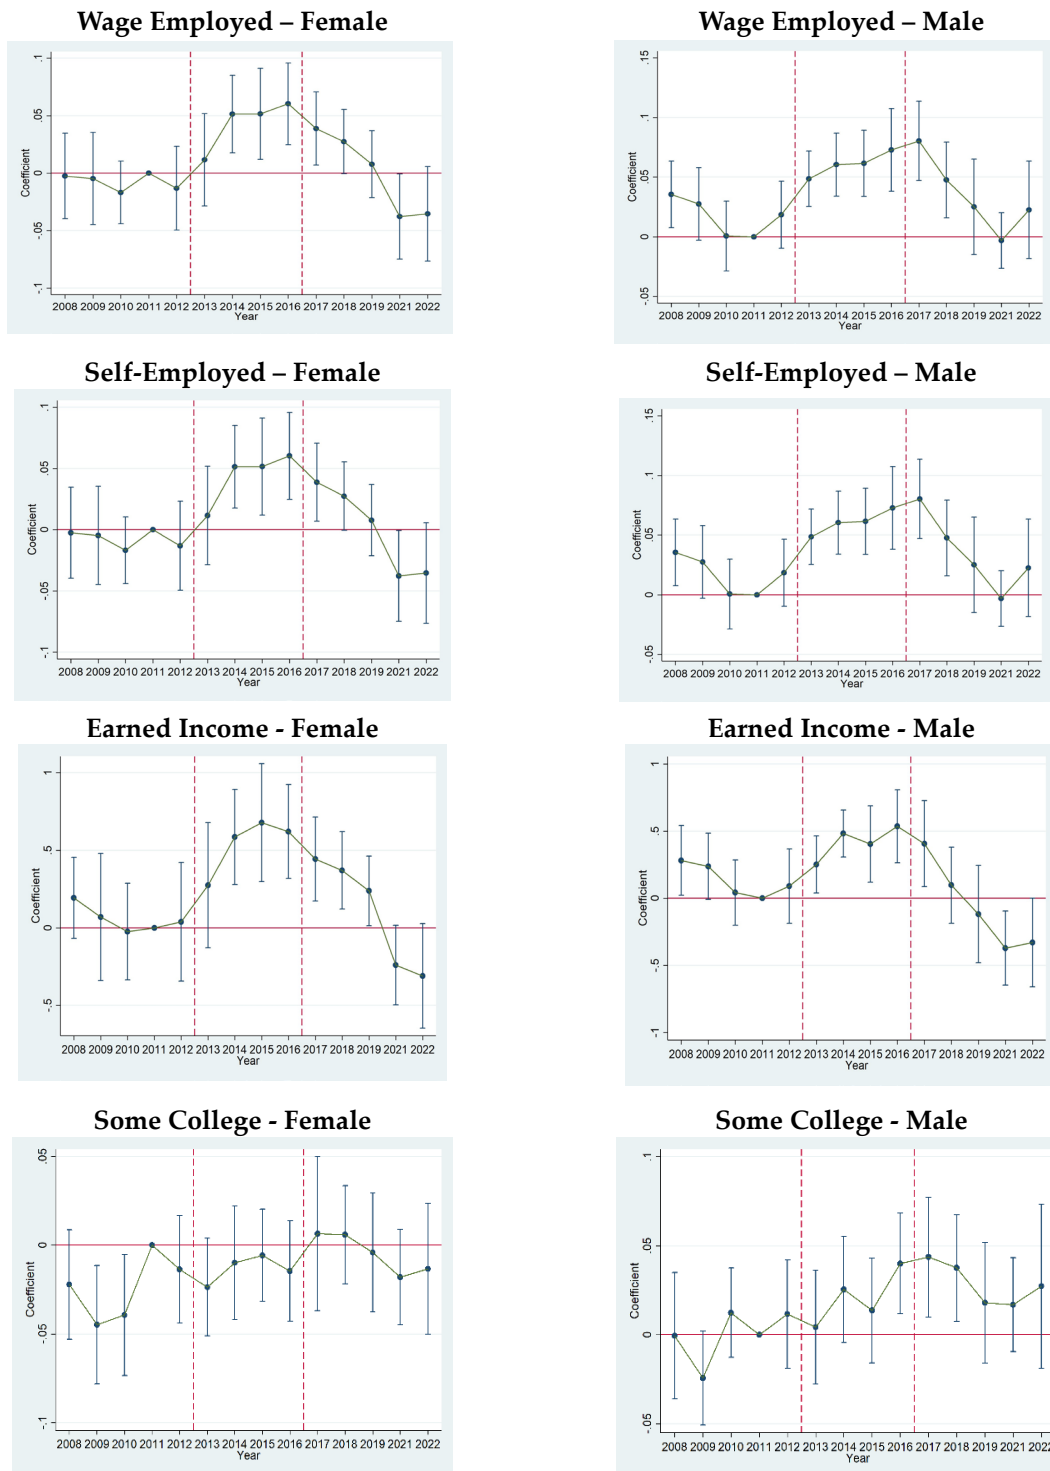 Wage Employed – Female
.1
.05
0
-.05
-.1
Coefficient
2008 2009 2010 2011 2012 2013 2014 2015 2016 2017 2018 2019 2021 2022
Year
Wage Employed – Male
.15
.1
.05
0
-.05
Coefficient
2008 2009 2010 2011 2012 2013 2014 2015 2016 2017 2018 2019 2021 2022
Year
Self-Employed – Female
.1
.05
0
-.05
-.1
Coefficient
2008 2009 2010 2011 2012 2013 2014 2015 2016 2017 2018 2019 2021 2022
Year
Self-Employed – Male
.15
.1
.05
0
-.05
Coefficient
2008 2009 2010 2011 2012 2013 2014 2015 2016 2017 2018 2019 2021 2022
Year
Earned Income - Female
1
.5
0
-.5
Coefficient
2008 2009 2010 2011 2012 2013 2014 2015 2016 2017 2018 2019 2021 2022
Year
Earned Income - Male
1
.5
0
-.5
-1
Coefficient
2008 2009 2010 2011 2012 2013 2014 2015 2016 2017 2018 2019 2021 2022
Year
Some College - Female
.05
0
-.05
-.1
Coefficient
2008 2009 2010 2011 2012 2013 2014 2015 2016 2017 2018 2019 2021 2022
Year
Some College - Male
.1
.05
0
-.05
Coefficient
2008 2009 2010 2011 2012 2013 2014 2015 2016 2017 2018 2019 2021 2022
Year